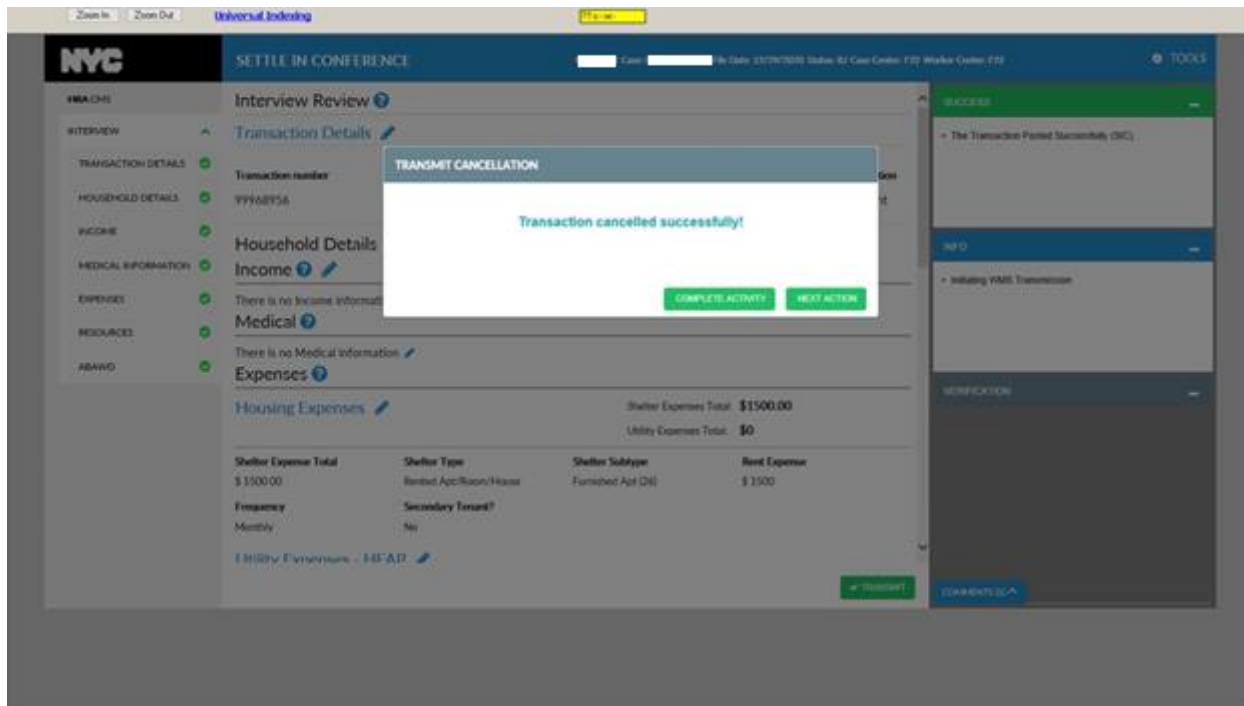 Zoom In Zoom Out Universal Indexing
NYC
SETTLE IN CONFERENCE
Case
TOOLS
HRA CMS
INTERVIEW
TRANSACTION DETAILS
HOUSEHOLD DETAILS
INCOME
MEDICAL INFORMATION
EXPENSES
RESOURCES
ABAWD
Interview Review
Transaction Details
Transaction number
99968956
Household Details
Income
There is no Income informati
Medical
There is no Medical information
Expenses
Housing Expenses
Shelter Expenses Total: $1500.00
Utility Expenses Total: $0
Shelter Expense Total Shelter Type Shelter Subtype Rent Expense
$ 1500.00 Rented Apt/Room/House Furnished Apt (26) $ 1500
Frequency Secondary Tenant?
Monthly No
Utility Expenses - HEAP
TRANSMIT
TRANSMIT CANCELLATION
Transaction cancelled successfully!
COMPLETE ACTIVITY NEXT ACTION
SUCCESS
The Transaction Posted Successfully (SIC)
INFO
Initiating WMS Transmission
VERIFICATION
COMMENTS